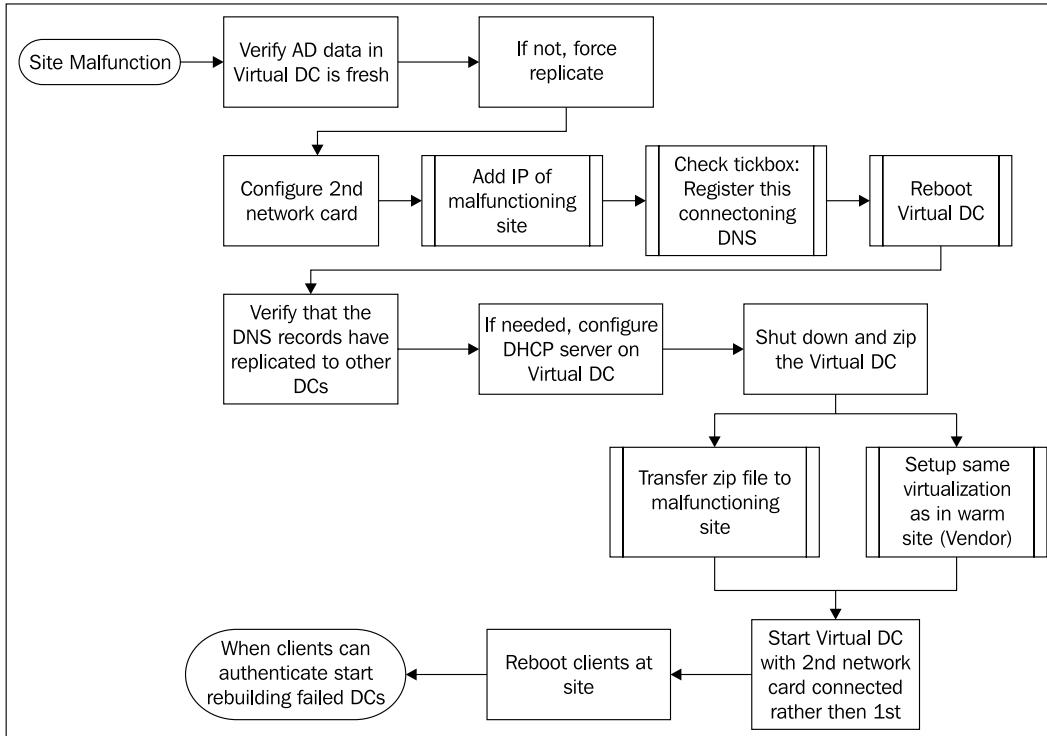 Site Malfunction
Verify AD data in
Virtual DC is fresh
If not, force
replicate
Configure 2nd
network card
Add IP of
malfunctioning
site
Check tickbox:
Register this
connectoning
DNS
Reboot
Virtual DC
Verify that the
DNS records have
replicated to other
DCs
If needed, configure
DHCP server on
Virtual DC
Shut down and zip
the Virtual DC
Transfer zip file to
malfunctioning
site
Setup same
virtualization
as in warm
site (Vendor)
Start Virtual DC
with 2nd network
card connected
rather then 1st
Reboot clients at
site
When clients can
authenticate start
rebuilding failed DCs